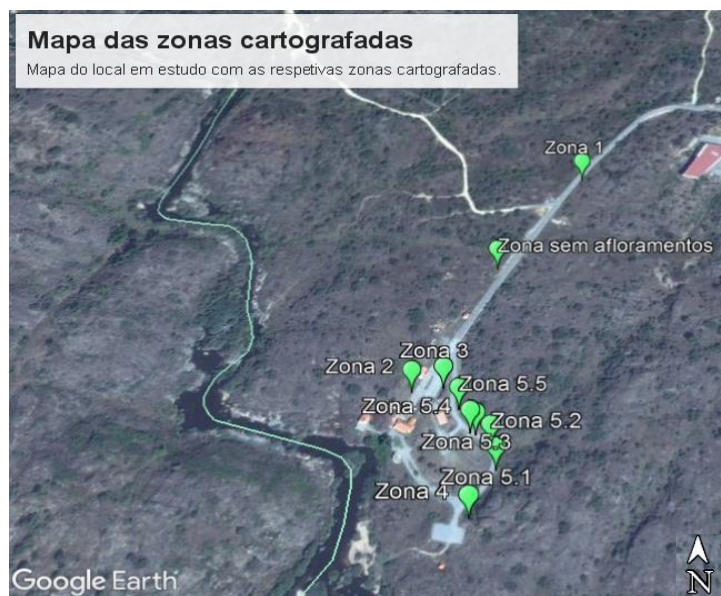 Mapa das zonas cartografadas
Mapa do local em estudo com as respetivas zonas cartografadas.
Zona 1
Zona sem afloramentos
Zona 3
Zona 2
Zona 5.5
Zona 5.4
Zona 5.2
Zona 5.3
Zona 5.1
Zona 4
Google Earth
N